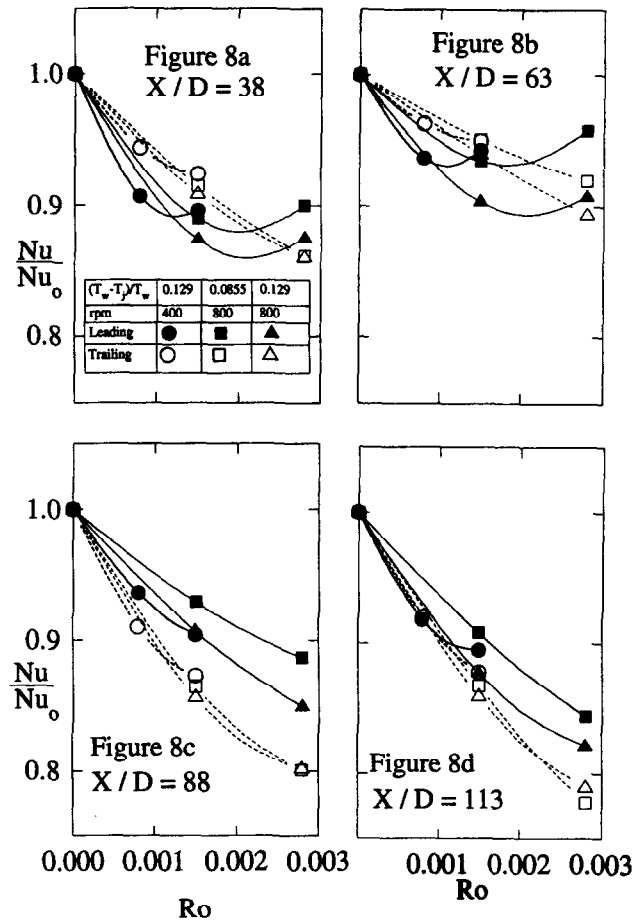 Figure 8a
X / D = 38
Figure 8b
X / D = 63
1.0
0.9
Nu
Nu_o
0.8
(T_w-T_j)/T_w 0.129 0.0855 0.129
rpm 400 800 800
Leading
Trailing
1.0
0.9
Nu
Nu_o
0.8
Figure 8c
X / D = 88
Figure 8d
X / D = 113
0.000 0.001 0.002 0.003
0.001 0.002 0.003
Ro
Ro